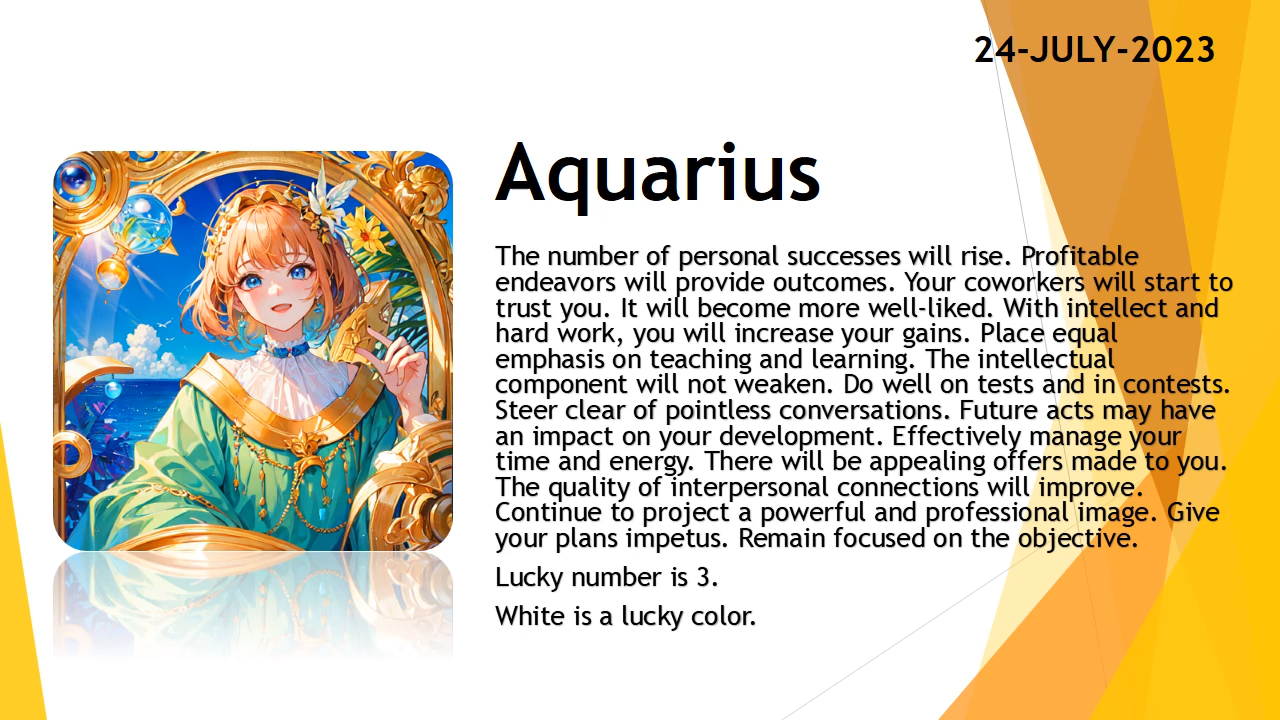 24-JULY-2023
Aquarius
The number of personal successes will rise. Profitable
endeavors will provide outcomes. Your coworkers will start to
trust you. It will become more well-liked. With intellect and
hard work, you will increase your gains. Place equal
emphasis on teaching and learning. The intellectual
component will not weaken. Do well on tests and in contests.
Steer clear of pointless conversations. Future acts may have
an impact on your development. Effectively manage your
time and energy. There will be appealing offers made to you.
The quality of interpersonal connections will improve.
Continue to project a powerful and professional image. Give
your plans impetus. Remain focused on the objective.
Lucky number is 3.
White is a lucky color.